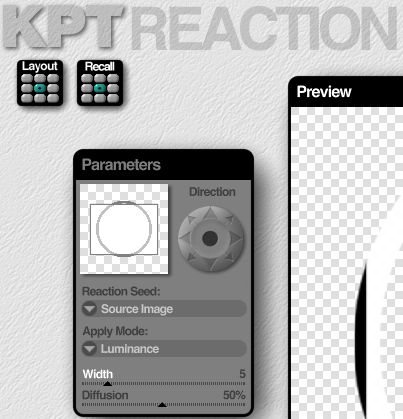 KPT REACTION
Layout Recall
Preview
Parameters
Direction
Reaction Seed:
Source Image
Apply Mode:
Luminance
Width 5
Diffusion 50%